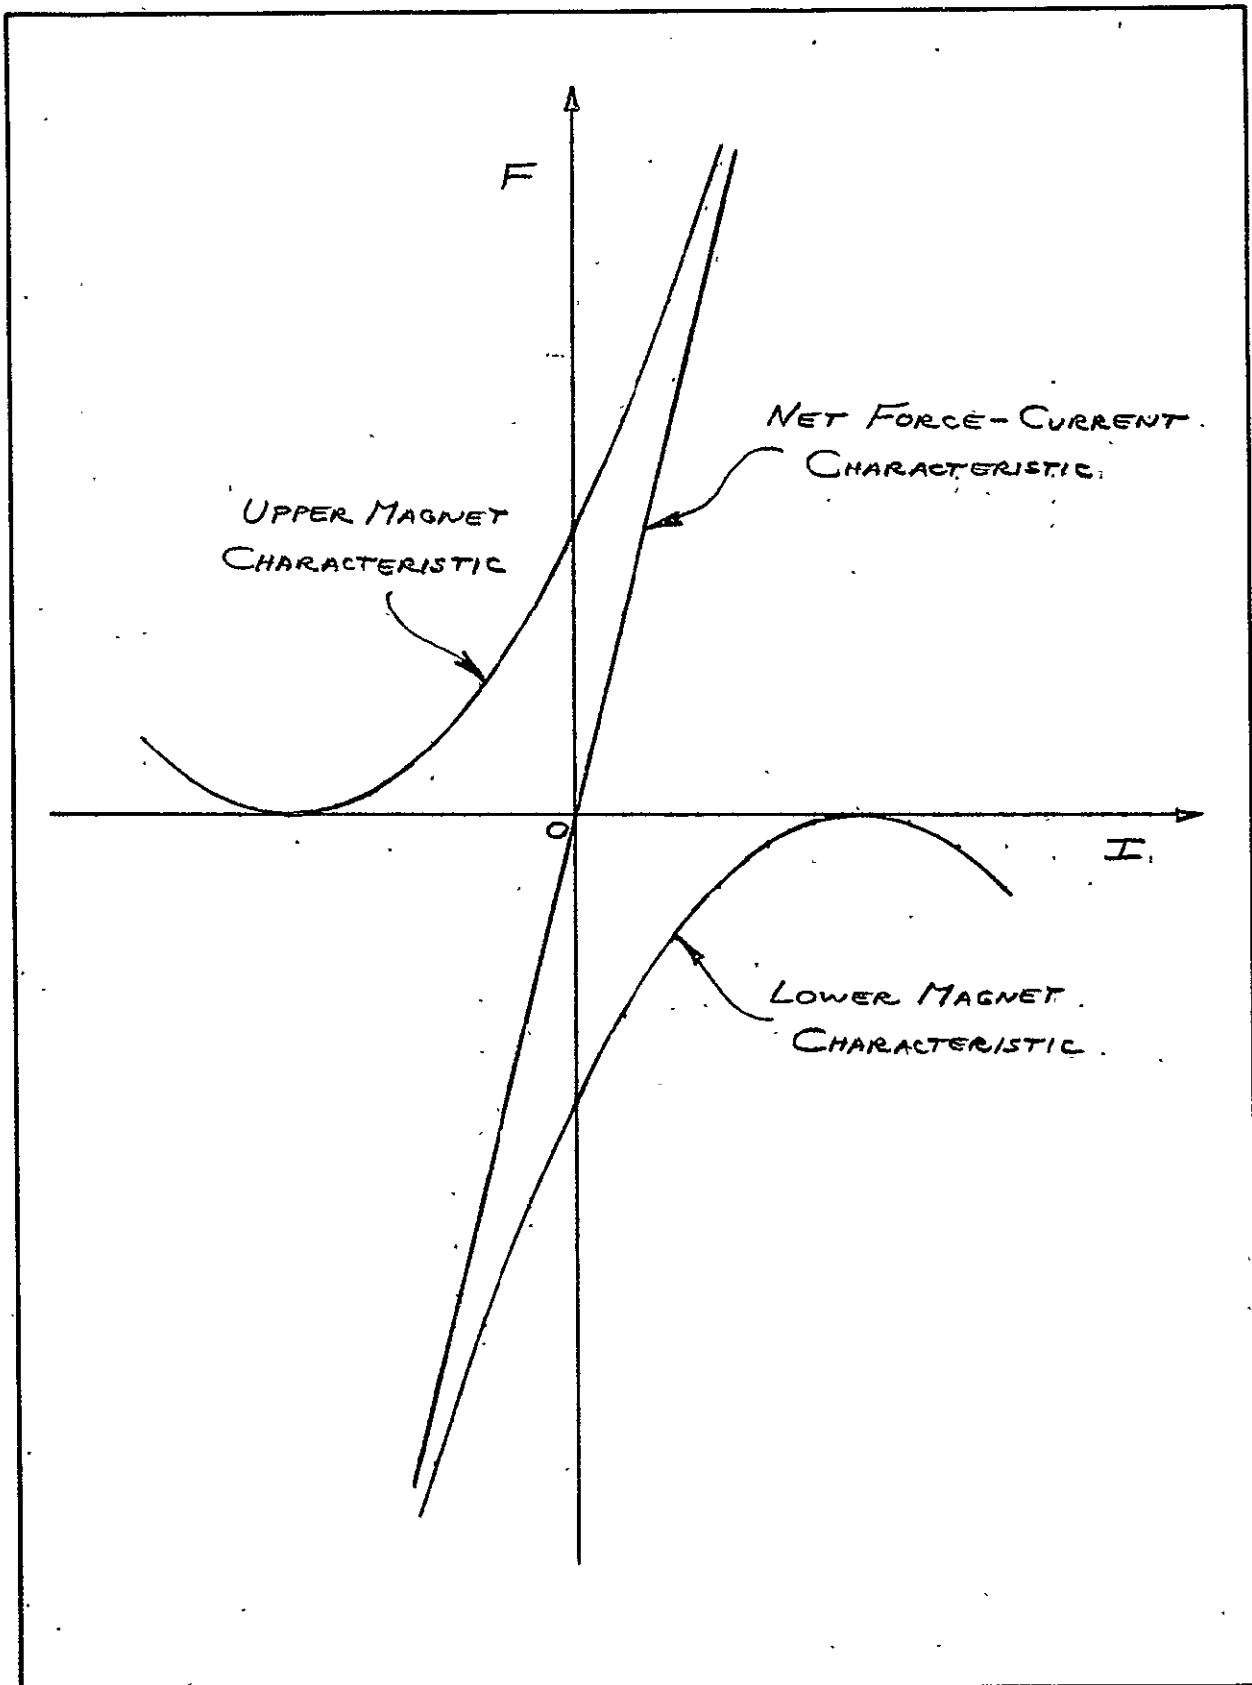 F
NET FORCE-CURRENT
CHARACTERISTIC
UPPER MAGNET
CHARACTERISTIC
O
I
LOWER MAGNET
CHARACTERISTIC